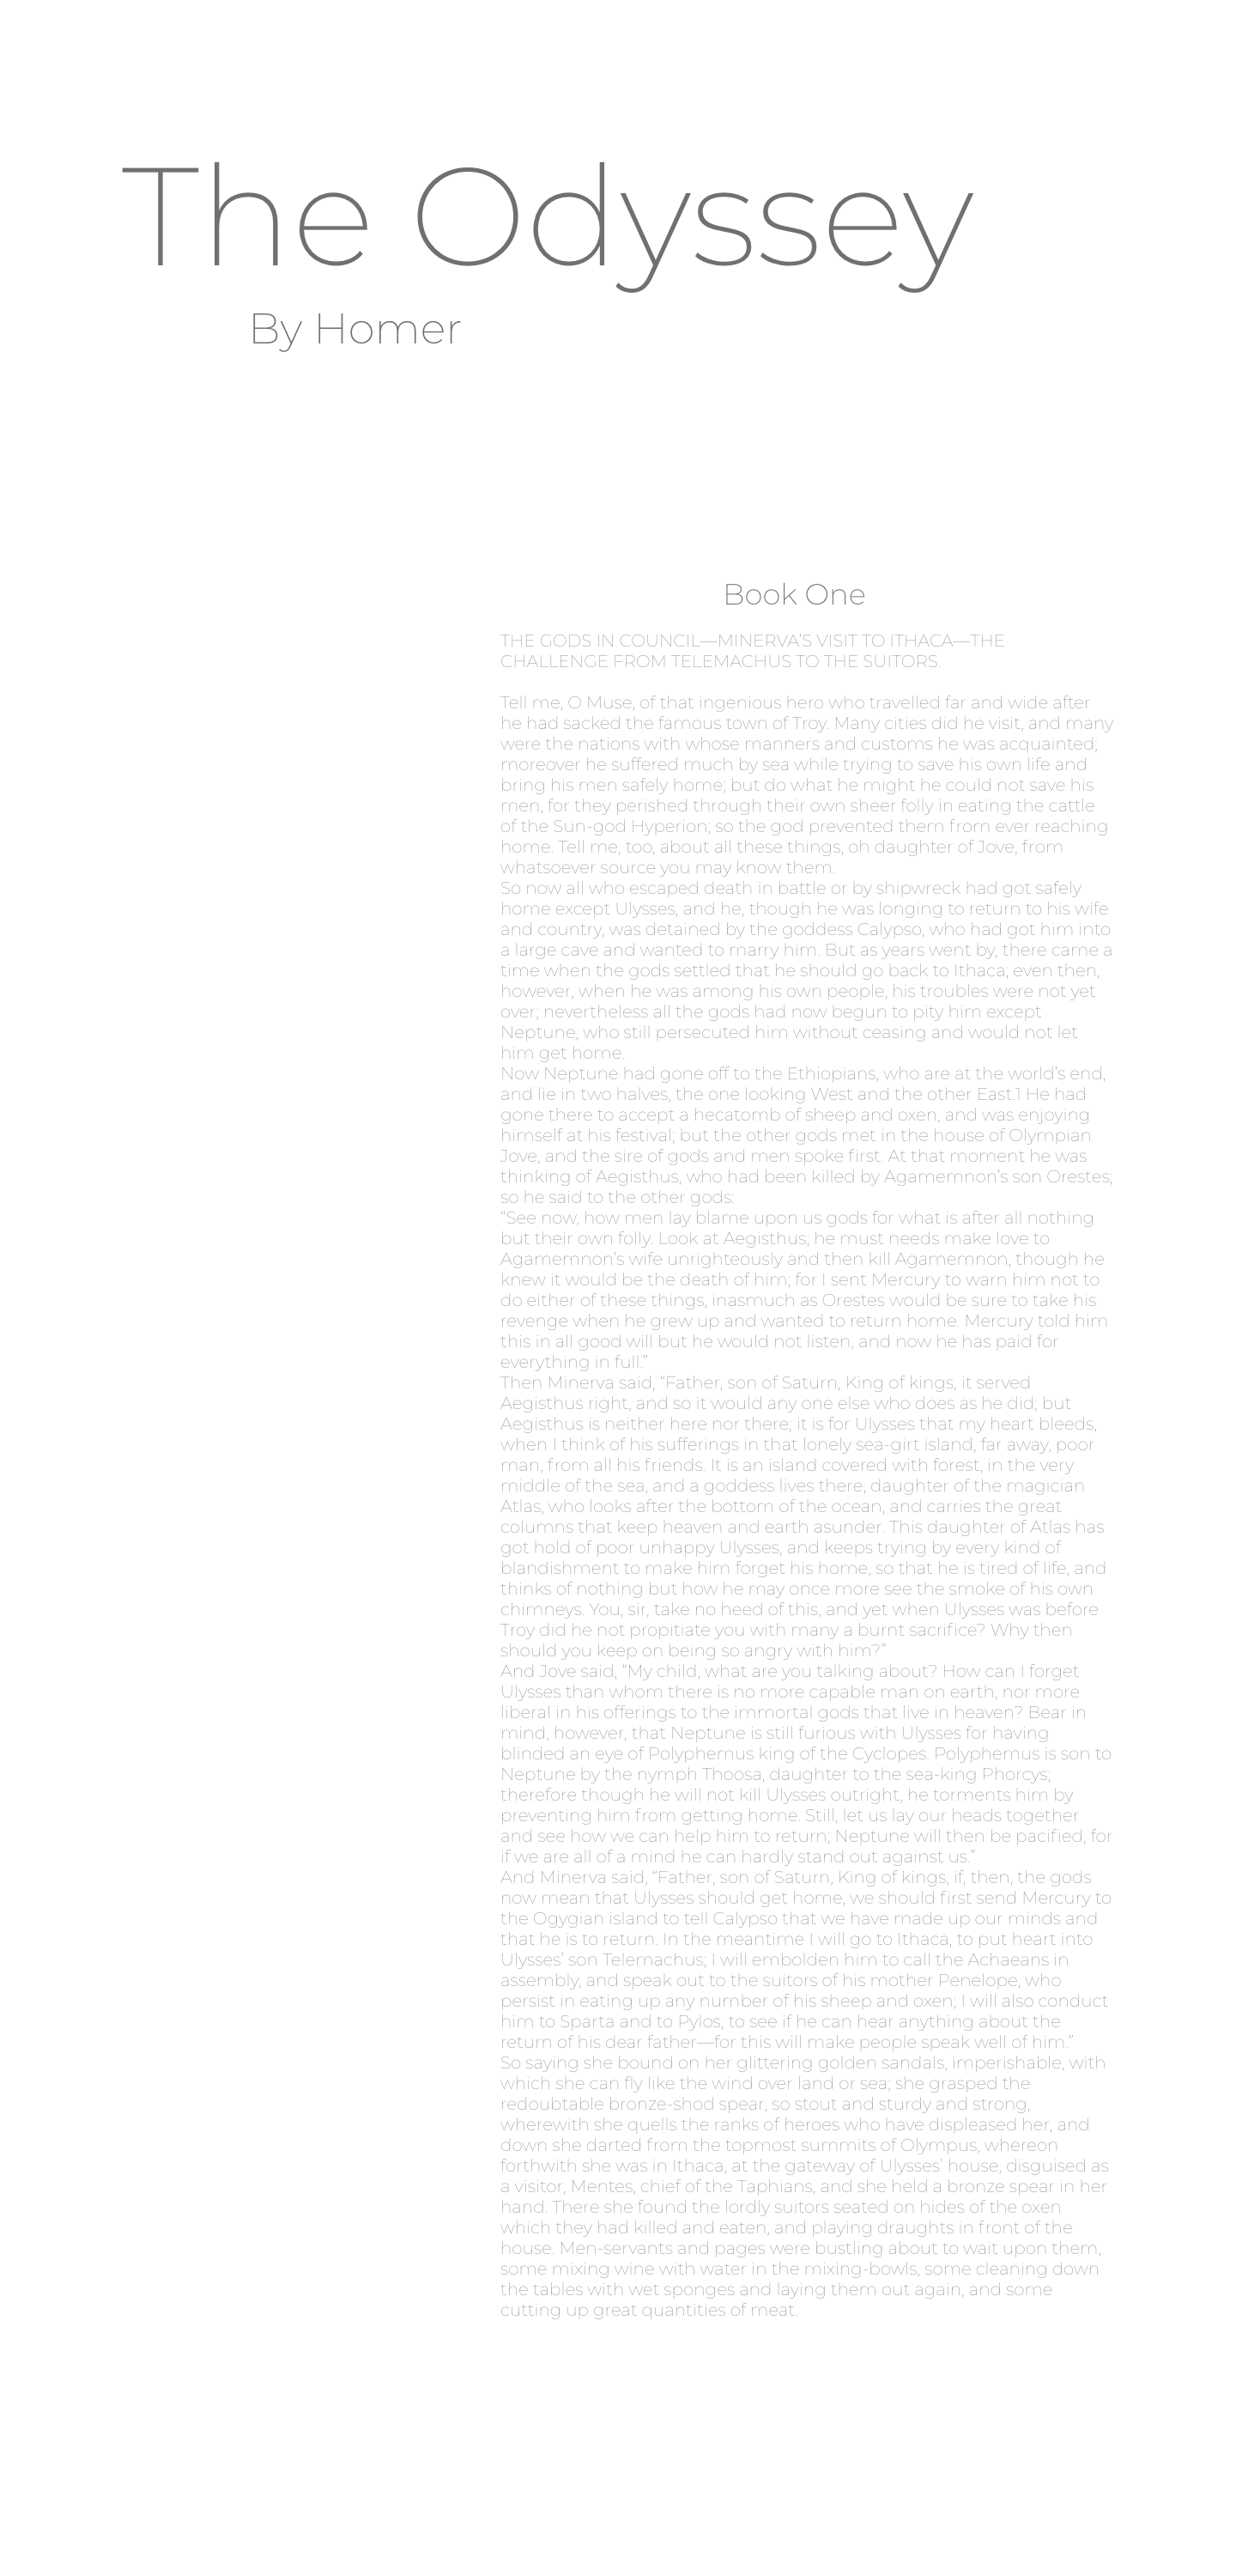 The Odyssey
By Homer
Book One
THE GODS IN COUNCIL—MINERVA’S VISIT TO ITHACA—THE
CHALLENGE FROM TELEMACHUS TO THE SUITORS.
Tell me, O Muse, of that ingenious hero who travelled far and wide after
he had sacked the famous town of Troy. Many cities did he visit, and many
were the nations with whose manners and customs he was acquainted;
moreover he suffered much by sea while trying to save his own life and
bring his men safely home; but do what he might he could not save his
men, for they perished through their own sheer folly in eating the cattle
of the Sun-god Hyperion; so the god prevented them from ever reaching
home. Tell me, too, about all these things, oh daughter of Jove, from
whatsoever source you may know them.
So now all who escaped death in battle or by shipwreck had got safely
home except Ulysses, and he, though he was longing to return to his wife
and country, was detained by the goddess Calypso, who had got him into
a large cave and wanted to marry him. But as years went by, there came a
time when the gods settled that he should go back to Ithaca; even then,
however, when he was among his own people, his troubles were not yet
over; nevertheless all the gods had now begun to pity him except
Neptune, who still persecuted him without ceasing and would not let
him get home.
Now Neptune had gone off to the Ethiopians, who are at the world’s end,
and lie in two halves, the one looking West and the other East.1 He had
gone there to accept a hecatomb of sheep and oxen, and was enjoying
himself at his festival; but the other gods met in the house of Olympian
Jove, and the sire of gods and men spoke first. At that moment he was
thinking of Aegisthus, who had been killed by Agamemnon’s son Orestes;
so he said to the other gods:
“See now, how men lay blame upon us gods for what is after all nothing
but their own folly. Look at Aegisthus; he must needs make love to
Agamemnon’s wife unrighteously and then kill Agamemnon, though he
knew it would be the death of him; for I sent Mercury to warn him not to
do either of these things, inasmuch as Orestes would be sure to take his
revenge when he grew up and wanted to return home. Mercury told him
this in all good will but he would not listen, and now he has paid for
everything in full.”
Then Minerva said, “Father, son of Saturn, King of kings, it served
Aegisthus right, and so it would any one else who does as he did; but
Aegisthus is neither here nor there; it is for Ulysses that my heart bleeds,
when I think of his sufferings in that lonely sea-girt island, far away, poor
man, from all his friends. It is an island covered with forest, in the very
middle of the sea, and a goddess lives there, daughter of the magician
Atlas, who looks after the bottom of the ocean, and carries the great
columns that keep heaven and earth asunder. This daughter of Atlas has
got hold of poor unhappy Ulysses, and keeps trying by every kind of
blandishment to make him forget his home, so that he is tired of life, and
thinks of nothing but how he may once more see the smoke of his own
chimneys. You, sir, take no heed of this, and yet when Ulysses was before
Troy did he not propitiate you with many a burnt sacrifice? Why then
should you keep on being so angry with him?”
And Jove said, “My child, what are you talking about? How can I forget
Ulysses than whom there is no more capable man on earth, nor more
liberal in his offerings to the immortal gods that live in heaven? Bear in
mind, however, that Neptune is still furious with Ulysses for having
blinded an eye of Polyphemus king of the Cyclopes. Polyphemus is son to
Neptune by the nymph Thoosa, daughter to the sea-king Phorcys;
therefore though he will not kill Ulysses outright, he torments him by
preventing him from getting home. Still, let us lay our heads together
and see how we can help him to return; Neptune will then be pacified, for
if we are all of a mind he can hardly stand out against us.”
And Minerva said, “Father, son of Saturn, King of kings, if, then, the gods
now mean that Ulysses should get home, we should first send Mercury to
the Ogygian island to tell Calypso that we have made up our minds and
that he is to return. In the meantime I will go to Ithaca, to put heart into
Ulysses’ son Telemachus; I will embolden him to call the Achaeans in
assembly, and speak out to the suitors of his mother Penelope, who
persist in eating up any number of his sheep and oxen; I will also conduct
him to Sparta and to Pylos, to see if he can hear anything about the
return of his dear father—for this will make people speak well of him.”
So saying she bound on her glittering golden sandals, imperishable, with
which she can fly like the wind over land or sea; she grasped the
redoubtable bronze-shod spear, so stout and sturdy and strong,
wherewith she quells the ranks of heroes who have displeased her, and
down she darted from the topmost summits of Olympus, whereon
forthwith she was in Ithaca, at the gateway of Ulysses’ house, disguised as
a visitor, Mentes, chief of the Taphians, and she held a bronze spear in her
hand. There she found the lordly suitors seated on hides of the oxen
which they had killed and eaten, and playing draughts in front of the
house. Men-servants and pages were bustling about to wait upon them,
some mixing wine with water in the mixing-bowls, some cleaning down
the tables with wet sponges and laying them out again, and some
cutting up great quantities of meat.